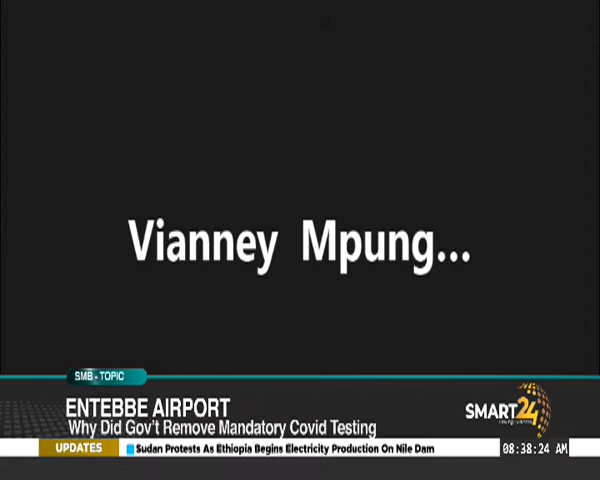 Vianney Mpung...
SMB - TOPIC
ENTEBBE AIRPORT
Why Did Gov't Remove Mandatory Covid Testing
SMART24
UPDATES
Sudan Protests As Ethiopia Begins Electricity Production On Nile Dam
08:38:24 AM